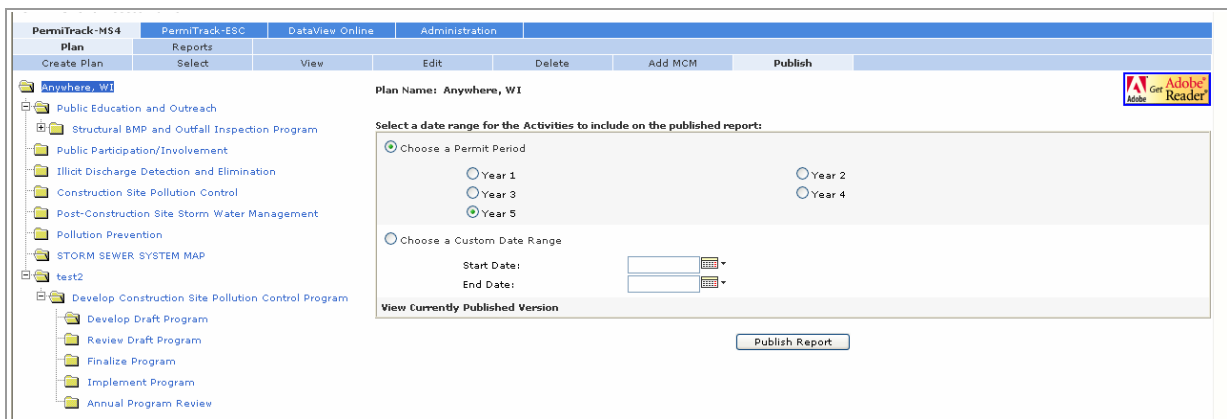 PermiTrack-MS4 PermiTrack-ESC DataView Online Administration
Plan Reports
Create Plan Select View Edit Delete Add MCM Publish
Anywhere, WI
Public Education and Outreach
Structural BMP and Outfall Inspection Program
Public Participation/Involvement
Illicit Discharge Detection and Elimination
Construction Site Pollution Control
Post-Construction Site Storm Water Management
Pollution Prevention
STORM SEWER SYSTEM MAP
test2
Develop Construction Site Pollution Control Program
Develop Draft Program
Review Draft Program
Finalize Program
Implement Program
Annual Program Review
Plan Name: Anywhere, WI
Adobe Get Adobe® Reader®
Select a date range for the Activities to include on the published report:
Choose a Permit Period
Year 1 Year 2
Year 3 Year 4
Year 5
Choose a Custom Date Range
Start Date:
End Date:
View Currently Published Version
Publish Report